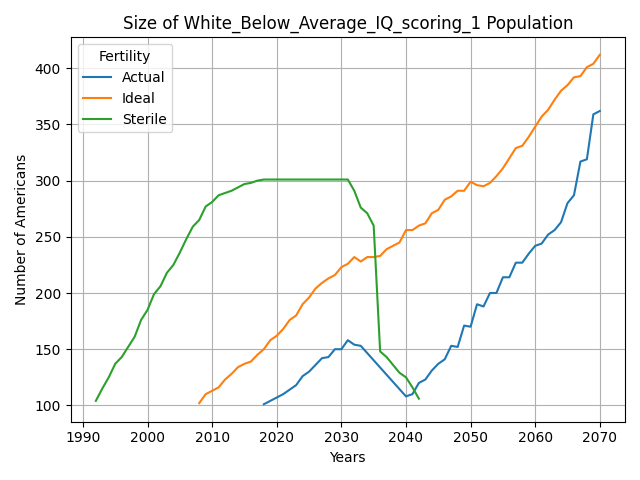 Size of White_Below_Average_IQ_scoring_1 Population
Fertility
Actual
Ideal
Sterile
Number of Americans
400
350
300
250
200
150
100
1990 2000 2010 2020 2030 2040 2050 2060 2070
Years